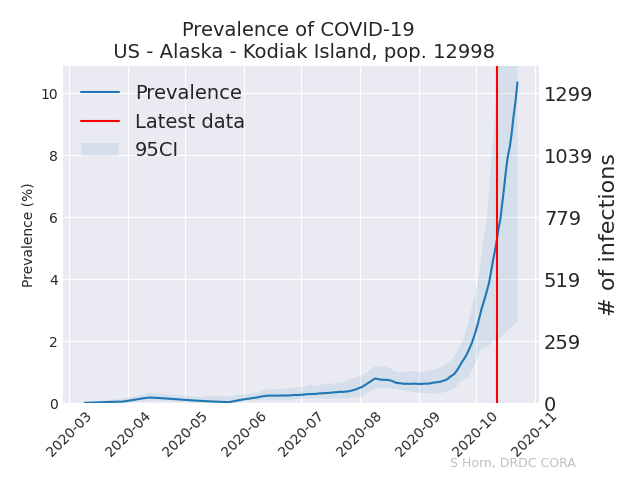 Prevalence of COVID-19
US - Alaska - Kodiak Island, pop. 12998
Prevalence
Latest data
95CI
Prevalence (%)
10
8
6
4
2
0
1299
1039
779
519
259
0
# of infections
2020-03
2020-04
2020-05
2020-06
2020-07
2020-08
2020-09
2020-10
2020-11
S Horn, DRDC CORA